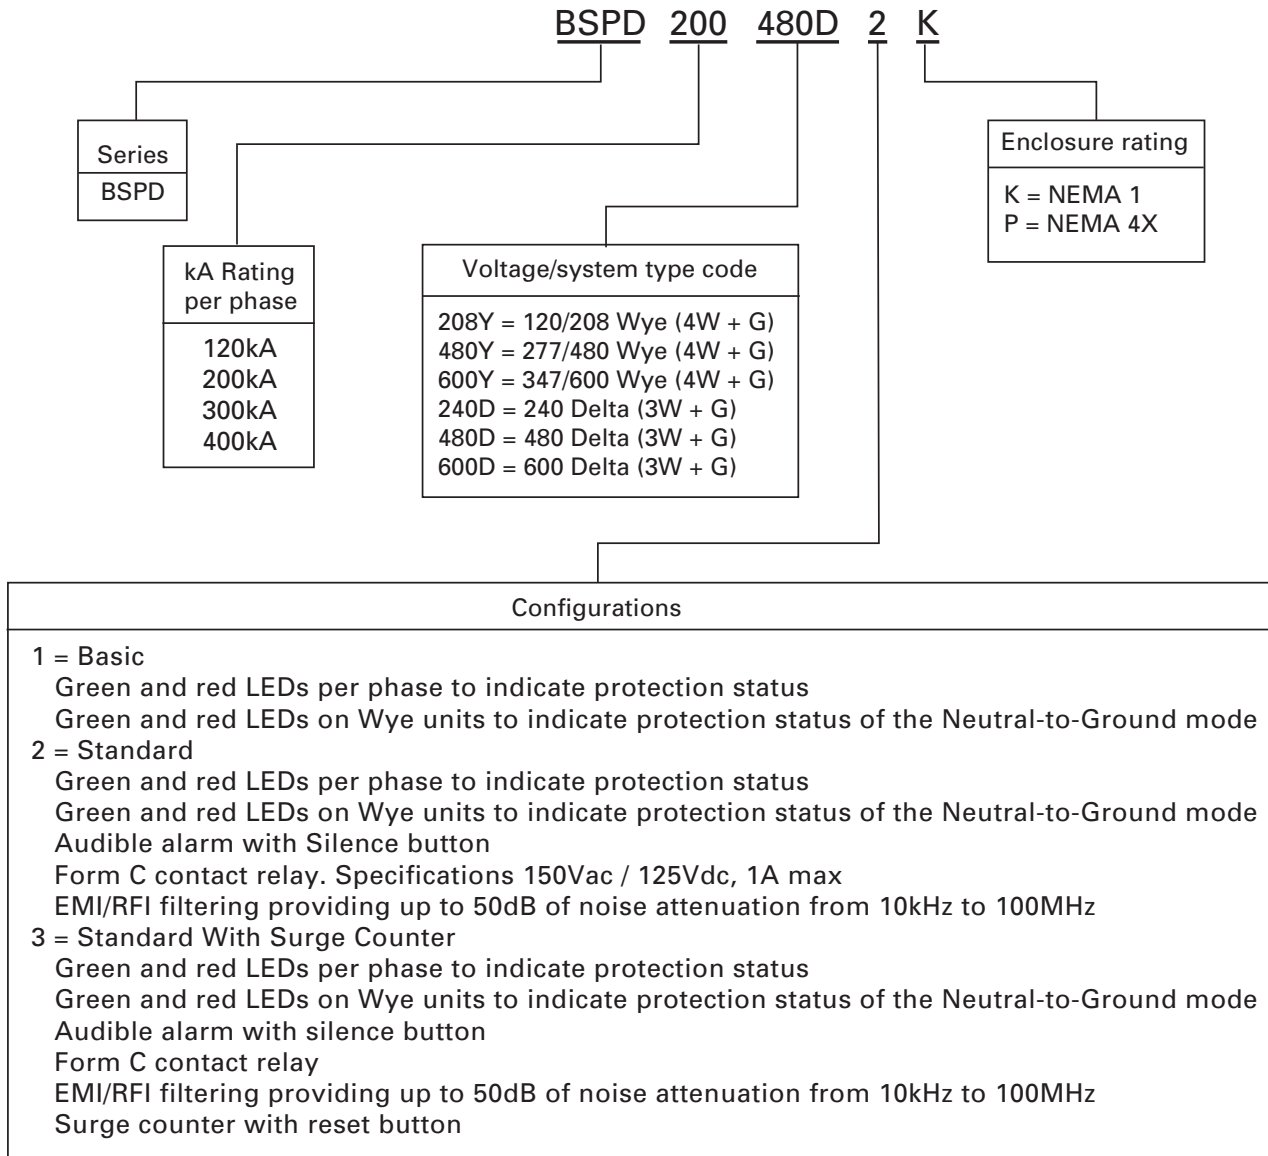 BSPD 200 480D 2 K
Series
BSPD
kA Rating
per phase
120kA
200kA
300kA
400kA
Voltage/system type code
208Y = 120/208 Wye (4W + G)
480Y = 277/480 Wye (4W + G)
600Y = 347/600 Wye (4W + G)
240D = 240 Delta (3W + G)
480D = 480 Delta (3W + G)
600D = 600 Delta (3W + G)
Enclosure rating
K = NEMA 1
P = NEMA 4X
Configurations
1 = Basic
Green and red LEDs per phase to indicate protection status
Green and red LEDs on Wye units to indicate protection status of the Neutral-to-Ground mode
2 = Standard
Green and red LEDs per phase to indicate protection status
Green and red LEDs on Wye units to indicate protection status of the Neutral-to-Ground mode
Audible alarm with Silence button
Form C contact relay. Specifications 150Vac / 125Vdc, 1A max
EMI/RFI filtering providing up to 50dB of noise attenuation from 10kHz to 100MHz
3 = Standard With Surge Counter
Green and red LEDs per phase to indicate protection status
Green and red LEDs on Wye units to indicate protection status of the Neutral-to-Ground mode
Audible alarm with silence button
Form C contact relay
EMI/RFI filtering providing up to 50dB of noise attenuation from 10kHz to 100MHz
Surge counter with reset button